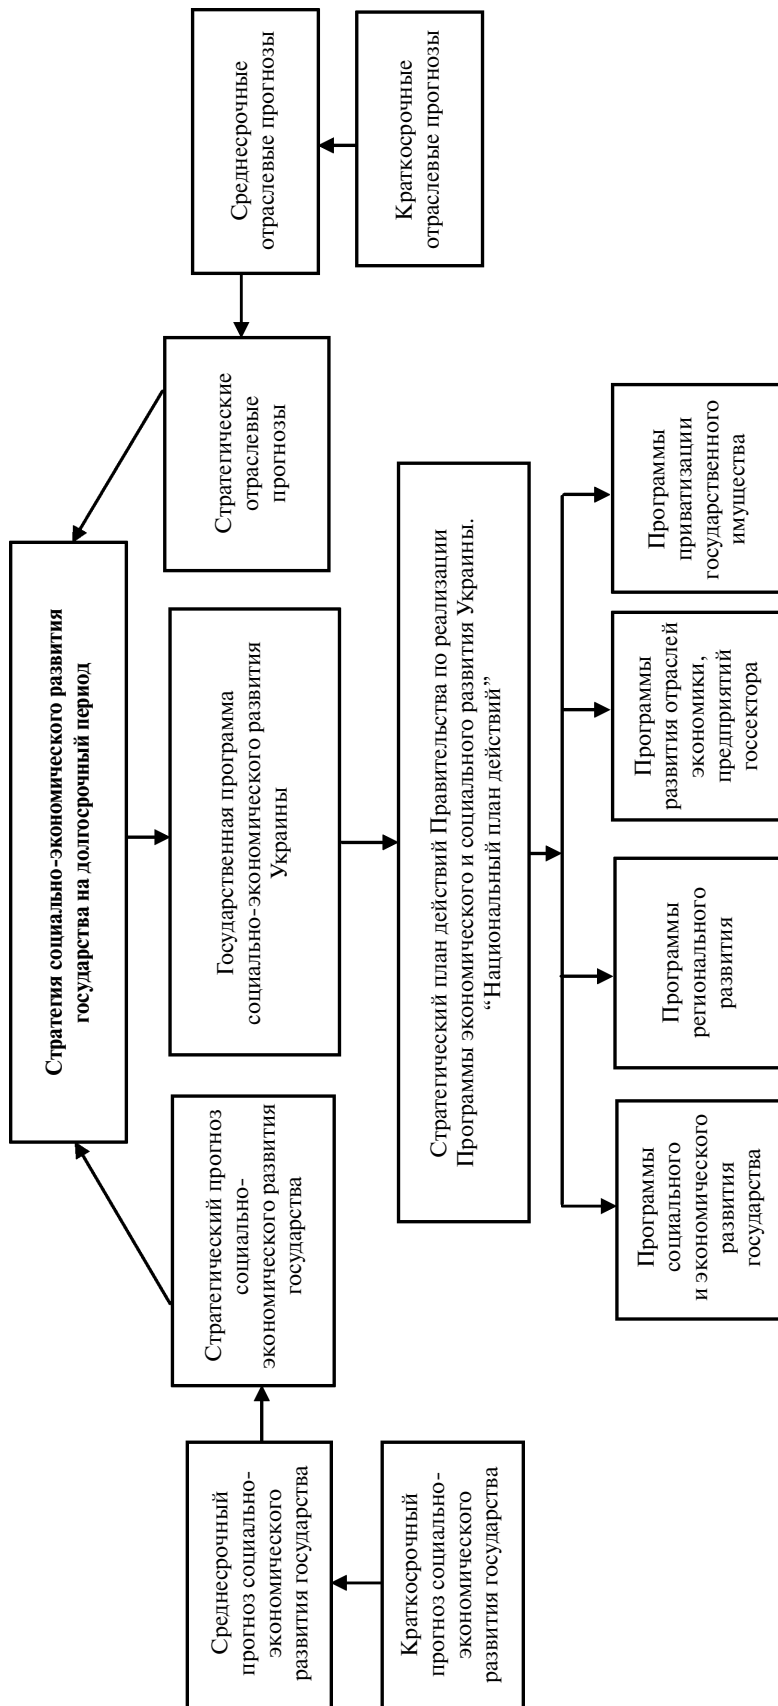 Стратегия социально-экономического развития
государства на долгосрочный период
Среднесрочный
прогноз социально-
экономического
развития государства
Стратегический прогноз
социально-
экономического развития
государства
Государственная программа
социально-экономического развития
Украины
Стратегические
отраслевые
прогнозы
Среднесрочные
отраслевые прогнозы
Краткосрочный
прогноз социально-
экономического
развития государства
Стратегический план действий Правительства по реализации
Программы экономического и социального развития Украины.
“Национальный план действий”
Краткосрочные
отраслевые прогнозы
Программы
социального
и экономического
развития
государства
Программы
регионального
развития
Программы
развития отраслей
экономики,
предприятий
госсектора
Программы
приватизации
государственного
имущества